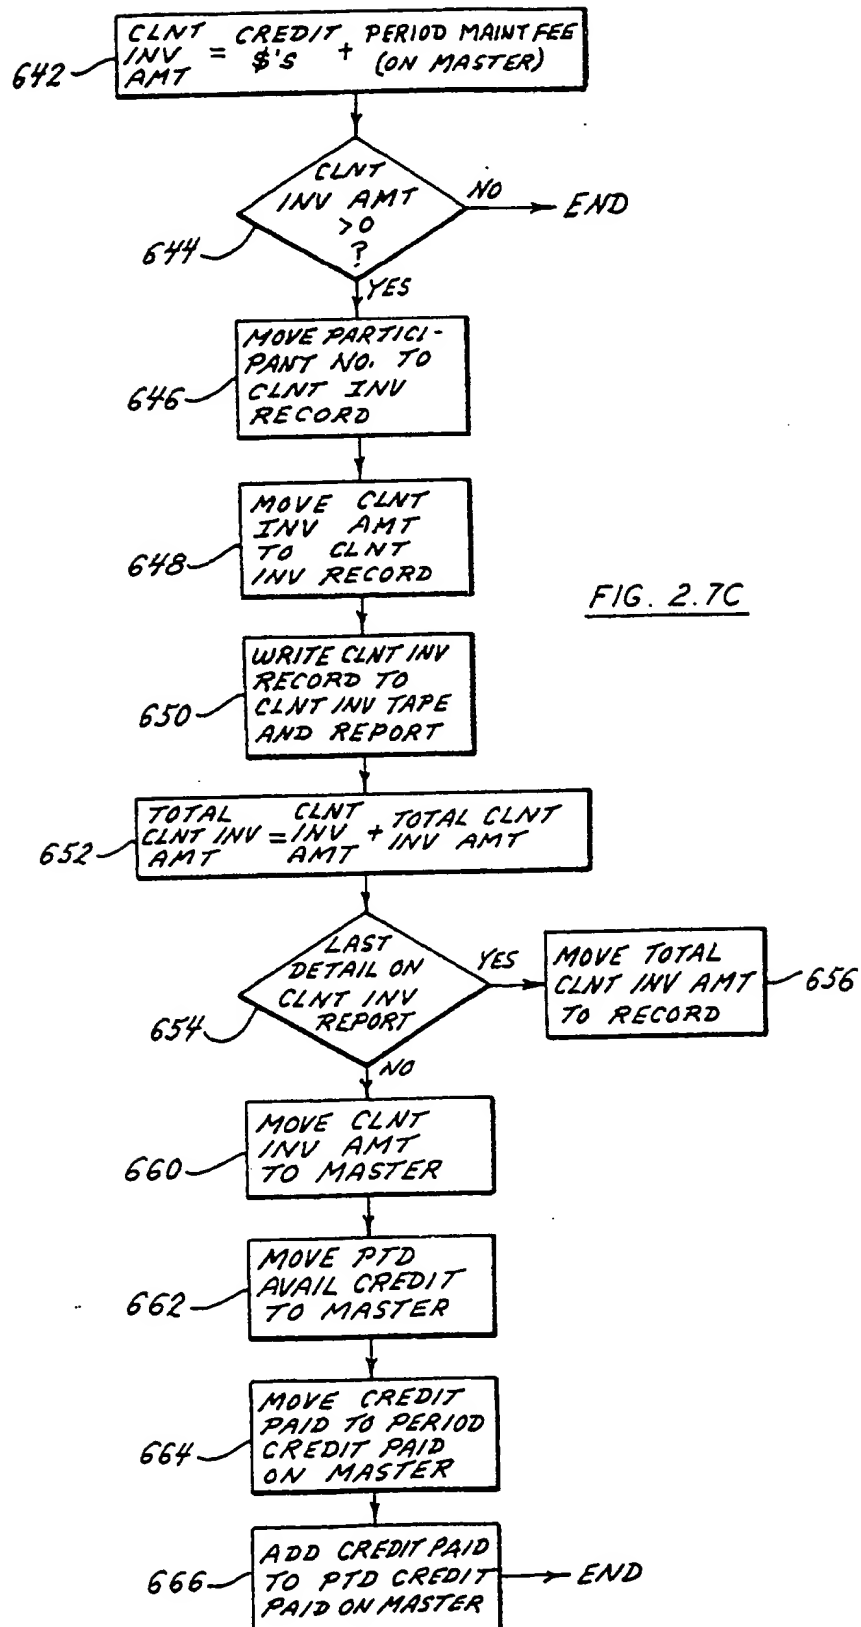 CLNT INV AMT = CREDIT $'S + PERIOD MAINT FEE (ON MASTER)
642
CLNT
INV AMT
>0
?
NO
END
644
YES
MOVE PARTICI-
PANT NO. TO
CLNT INV
RECORD
646
MOVE CLNT
INV AMT
TO CLNT
INV RECORD
648
FIG. 2.7C
WRITE CLNT INV
RECORD TO
CLNT INV TAPE
AND REPORT
650
TOTAL CLNT INV AMT = CLNT INV AMT + TOTAL CLNT INV AMT
652
LAST
DETAIL ON
CLNT INV
REPORT
YES
654
MOVE TOTAL
CLNT INV AMT
TO RECORD
656
NO
MOVE CLNT
INV AMT
TO MASTER
660
MOVE PTD
AVAIL CREDIT
TO MASTER
662
MOVE CREDIT
PAID TO PERIOD
CREDIT PAID
ON MASTER
664
ADD CREDIT PAID
TO PTD CREDIT
PAID ON MASTER
666
END